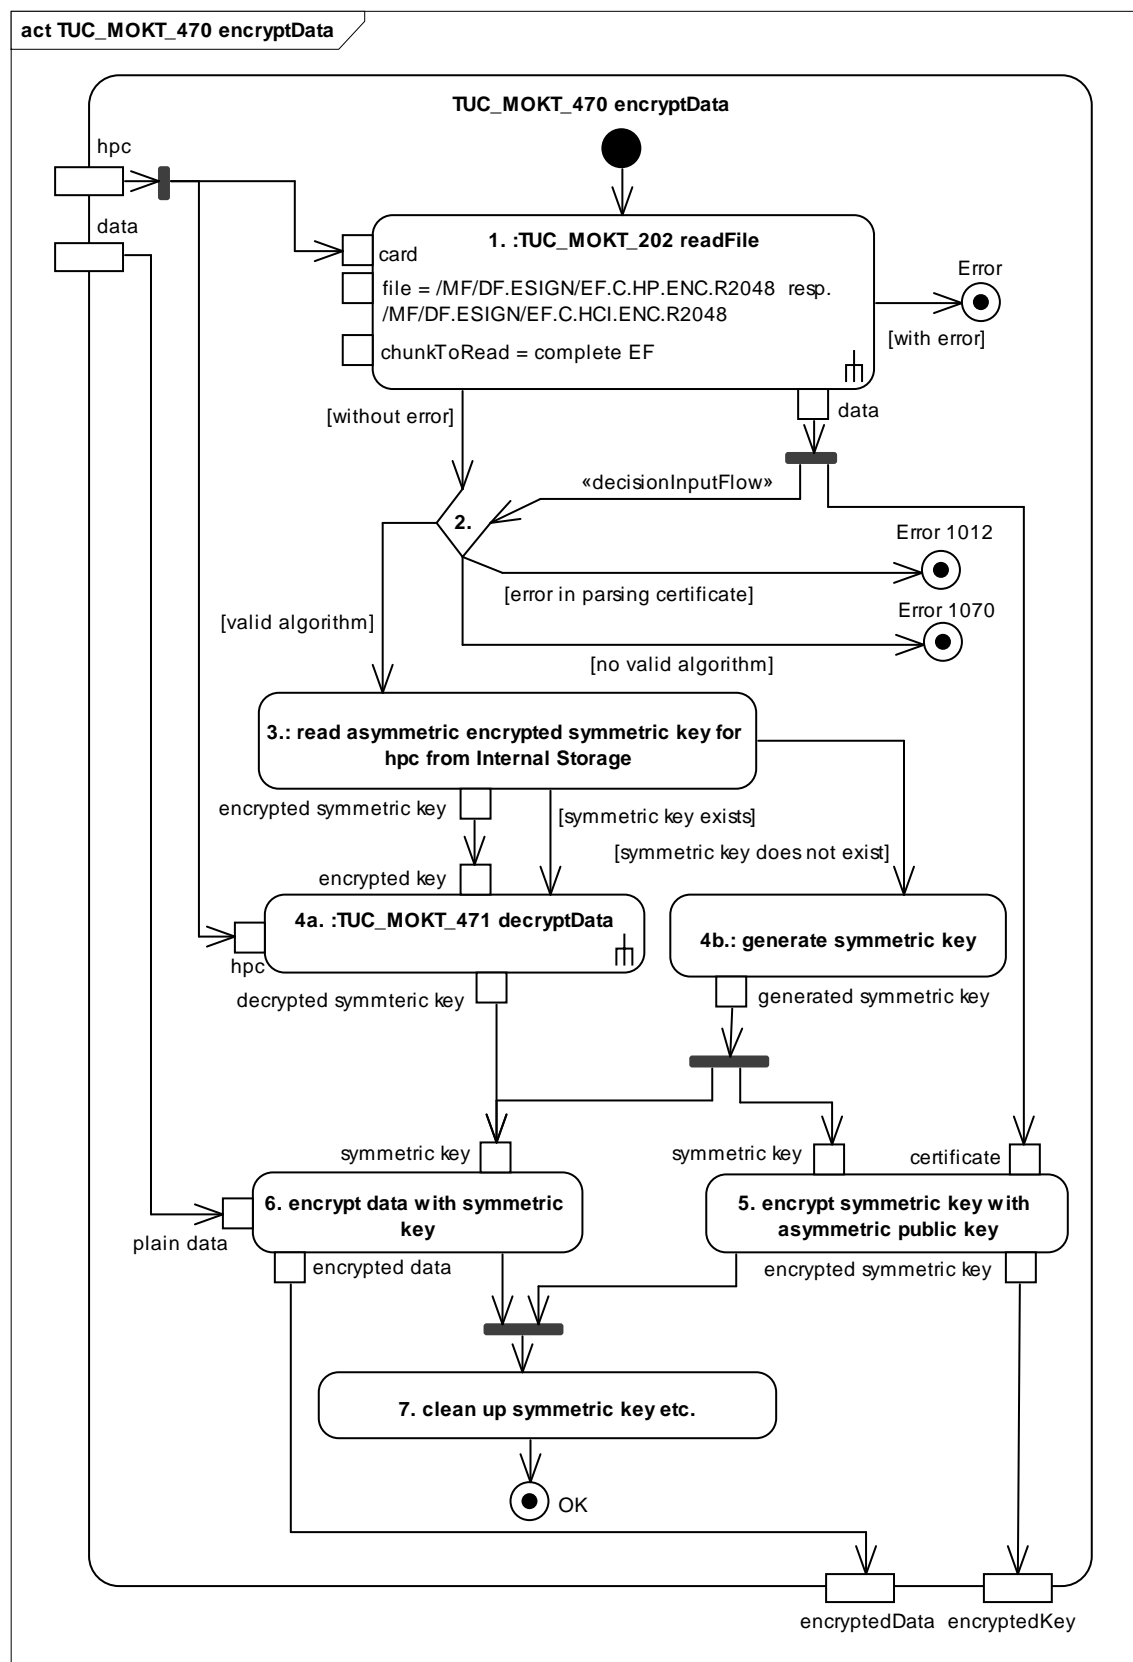 act TUC_MOKT_470 encryptData
TUC_MOKT_470 encryptData
hpc
data
1. :TUC_MOKT_202 readFile
card
file = /MF/DF.ESIGN/EF.C.HP.ENC.R2048 resp.
/MF/DF.ESIGN/EF.C.HCI.ENC.R2048
chunkToRead = complete EF
Error
[with error]
[without error]
data
«decisionInputFlow»
2.
Error 1012
[error in parsing certificate]
Error 1070
[valid algorithm]
[no valid algorithm]
3.: read asymmetric encrypted symmetric key for
hpc from Internal Storage
encrypted symmetric key
[symmetric key exists]
[symmetric key does not exist]
encrypted key
4a. :TUC_MOKT_471 decryptData
4b.: generate symmetric key
hpc
decrypted symmteric key
generated symmetric key
symmetric key
symmetric key
certificate
6. encrypt data with symmetric
key
5. encrypt symmetric key with
asymmetric public key
plain data
encrypted data
encrypted symmetric key
7. clean up symmetric key etc.
OK
encryptedData
encryptedKey